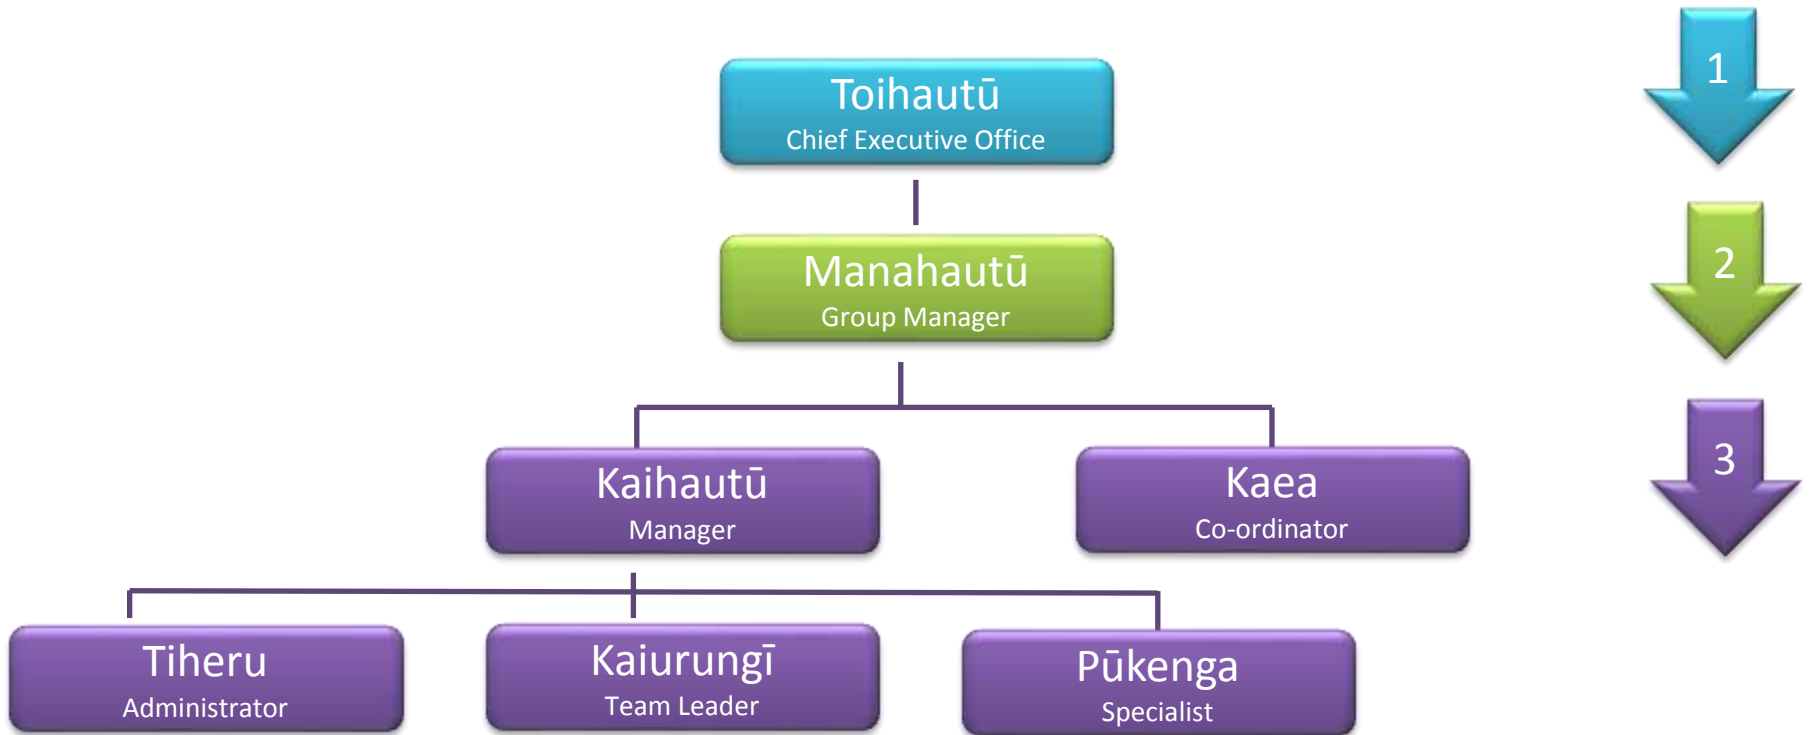 Toihautū
Chief Executive Office
1
Manahautū
Group Manager
2
Kaihautū
Manager
Kaea
Co-ordinator
3
Tiheru
Administrator
Kaiurungī
Team Leader
Pūkenga
Specialist